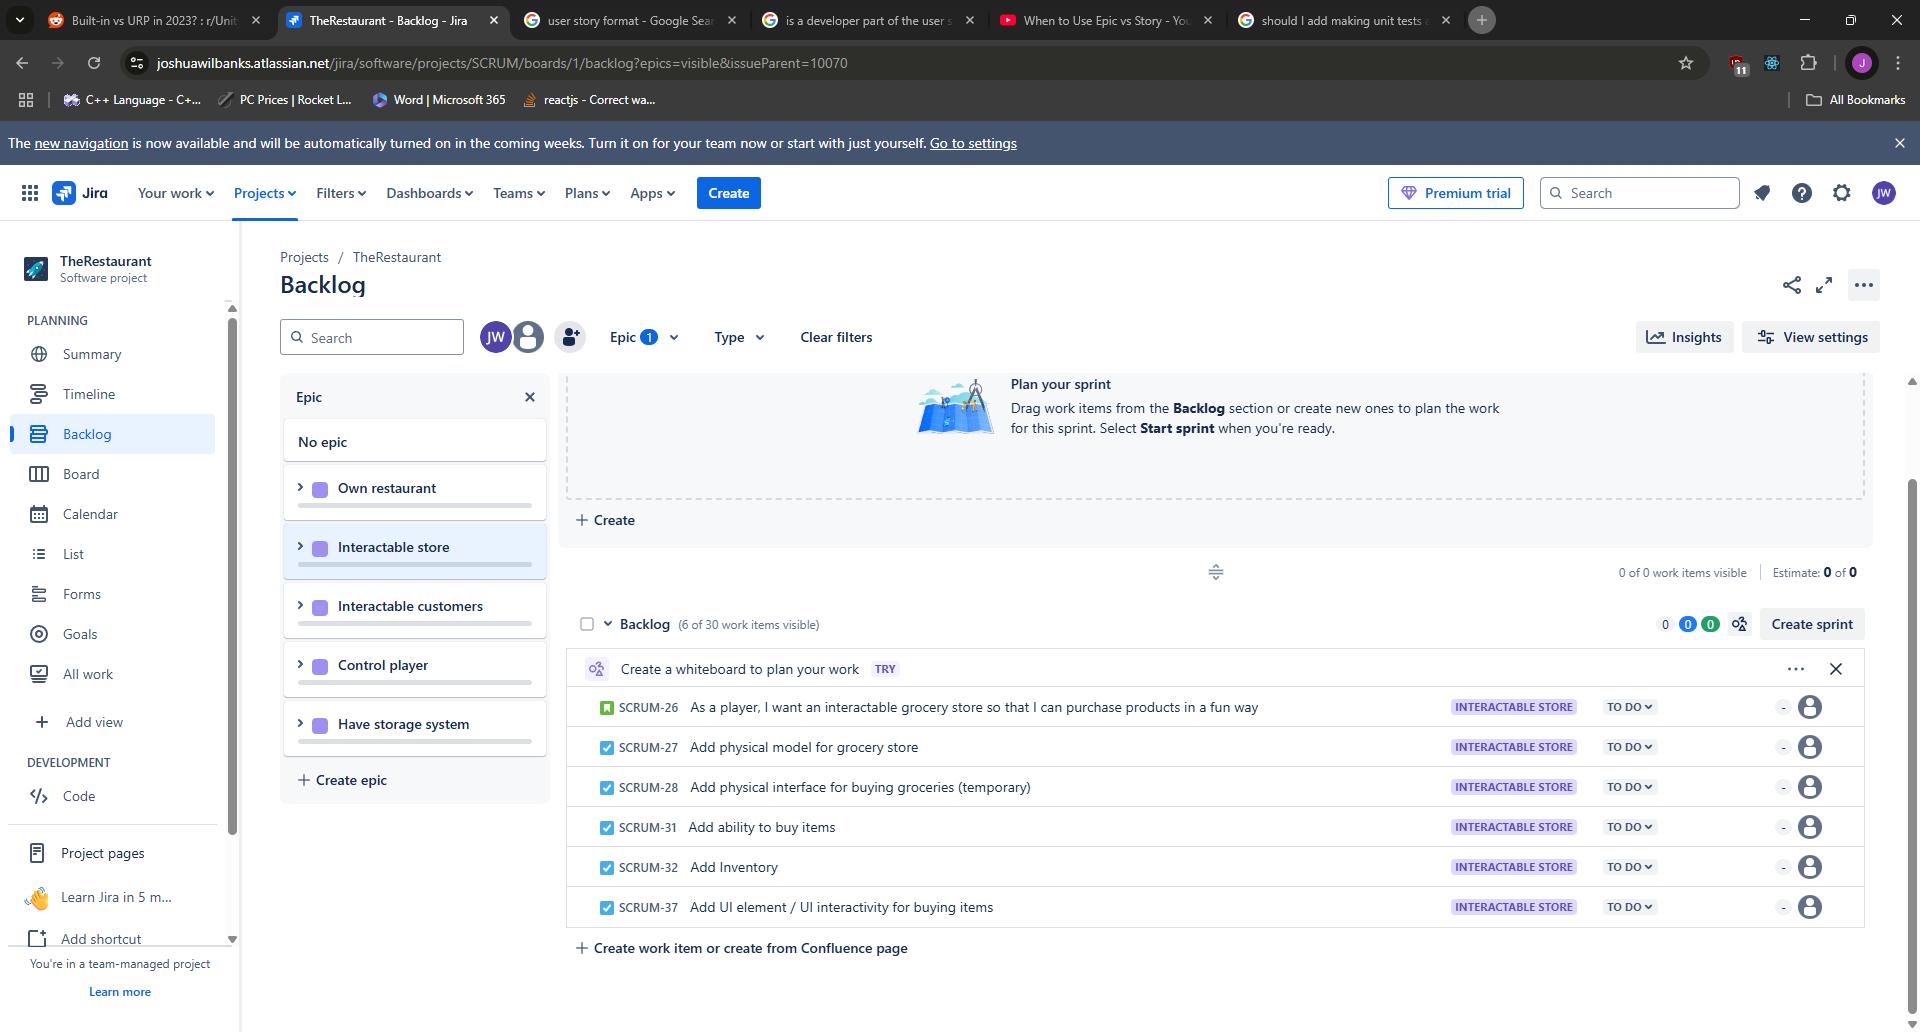 Built-in vs URP in 2023? : r/Unit
TheRestaurant - Backlog - Jira
user story format - Google Sear
is a developer part of the user s
When to Use Epic vs Story - You
should I add making unit tests a
joshuawilbanks.atlassian.net/jira/software/projects/SCRUM/boards/1/backlog?epics=visible&issueParent=10070
11
J
C++ Language - C+...
PC Prices | Rocket L...
Word | Microsoft 365
reactjs - Correct wa...
All Bookmarks
The new navigation is now available and will be automatically turned on in the coming weeks. Turn it on for your team now or start with just yourself. Go to settings
Jira
Your work
Projects
Filters
Dashboards
Teams
Plans
Apps
Create
Premium trial
Search
JW
TheRestaurant
Software project
PLANNING
Summary
Timeline
Backlog
Board
Calendar
List
Forms
Goals
All work
Add view
DEVELOPMENT
Code
Project pages
Learn Jira in 5 m...
Add shortcut
You're in a team-managed project
Learn more
Projects / TheRestaurant
Backlog
Search
JW
Epic 1
Type
Clear filters
Insights
View settings
Epic
No epic
Own restaurant
Interactable store
Interactable customers
Control player
Have storage system
Create epic
Plan your sprint
Drag work items from the Backlog section or create new ones to plan the work
for this sprint. Select Start sprint when you're ready.
Create
0 of 0 work items visible
Estimate: 0 of 0
Backlog (6 of 30 work items visible)
0 0 0
Create sprint
Create a whiteboard to plan your work TRY
SCRUM-26 As a player, I want an interactable grocery store so that I can purchase products in a fun way INTERACTABLE STORE TO DO -
SCRUM-27 Add physical model for grocery store INTERACTABLE STORE TO DO -
SCRUM-28 Add physical interface for buying groceries (temporary) INTERACTABLE STORE TO DO -
SCRUM-31 Add ability to buy items INTERACTABLE STORE TO DO -
SCRUM-32 Add Inventory INTERACTABLE STORE TO DO -
SCRUM-37 Add UI element / UI interactivity for buying items INTERACTABLE STORE TO DO -
Create work item or create from Confluence page